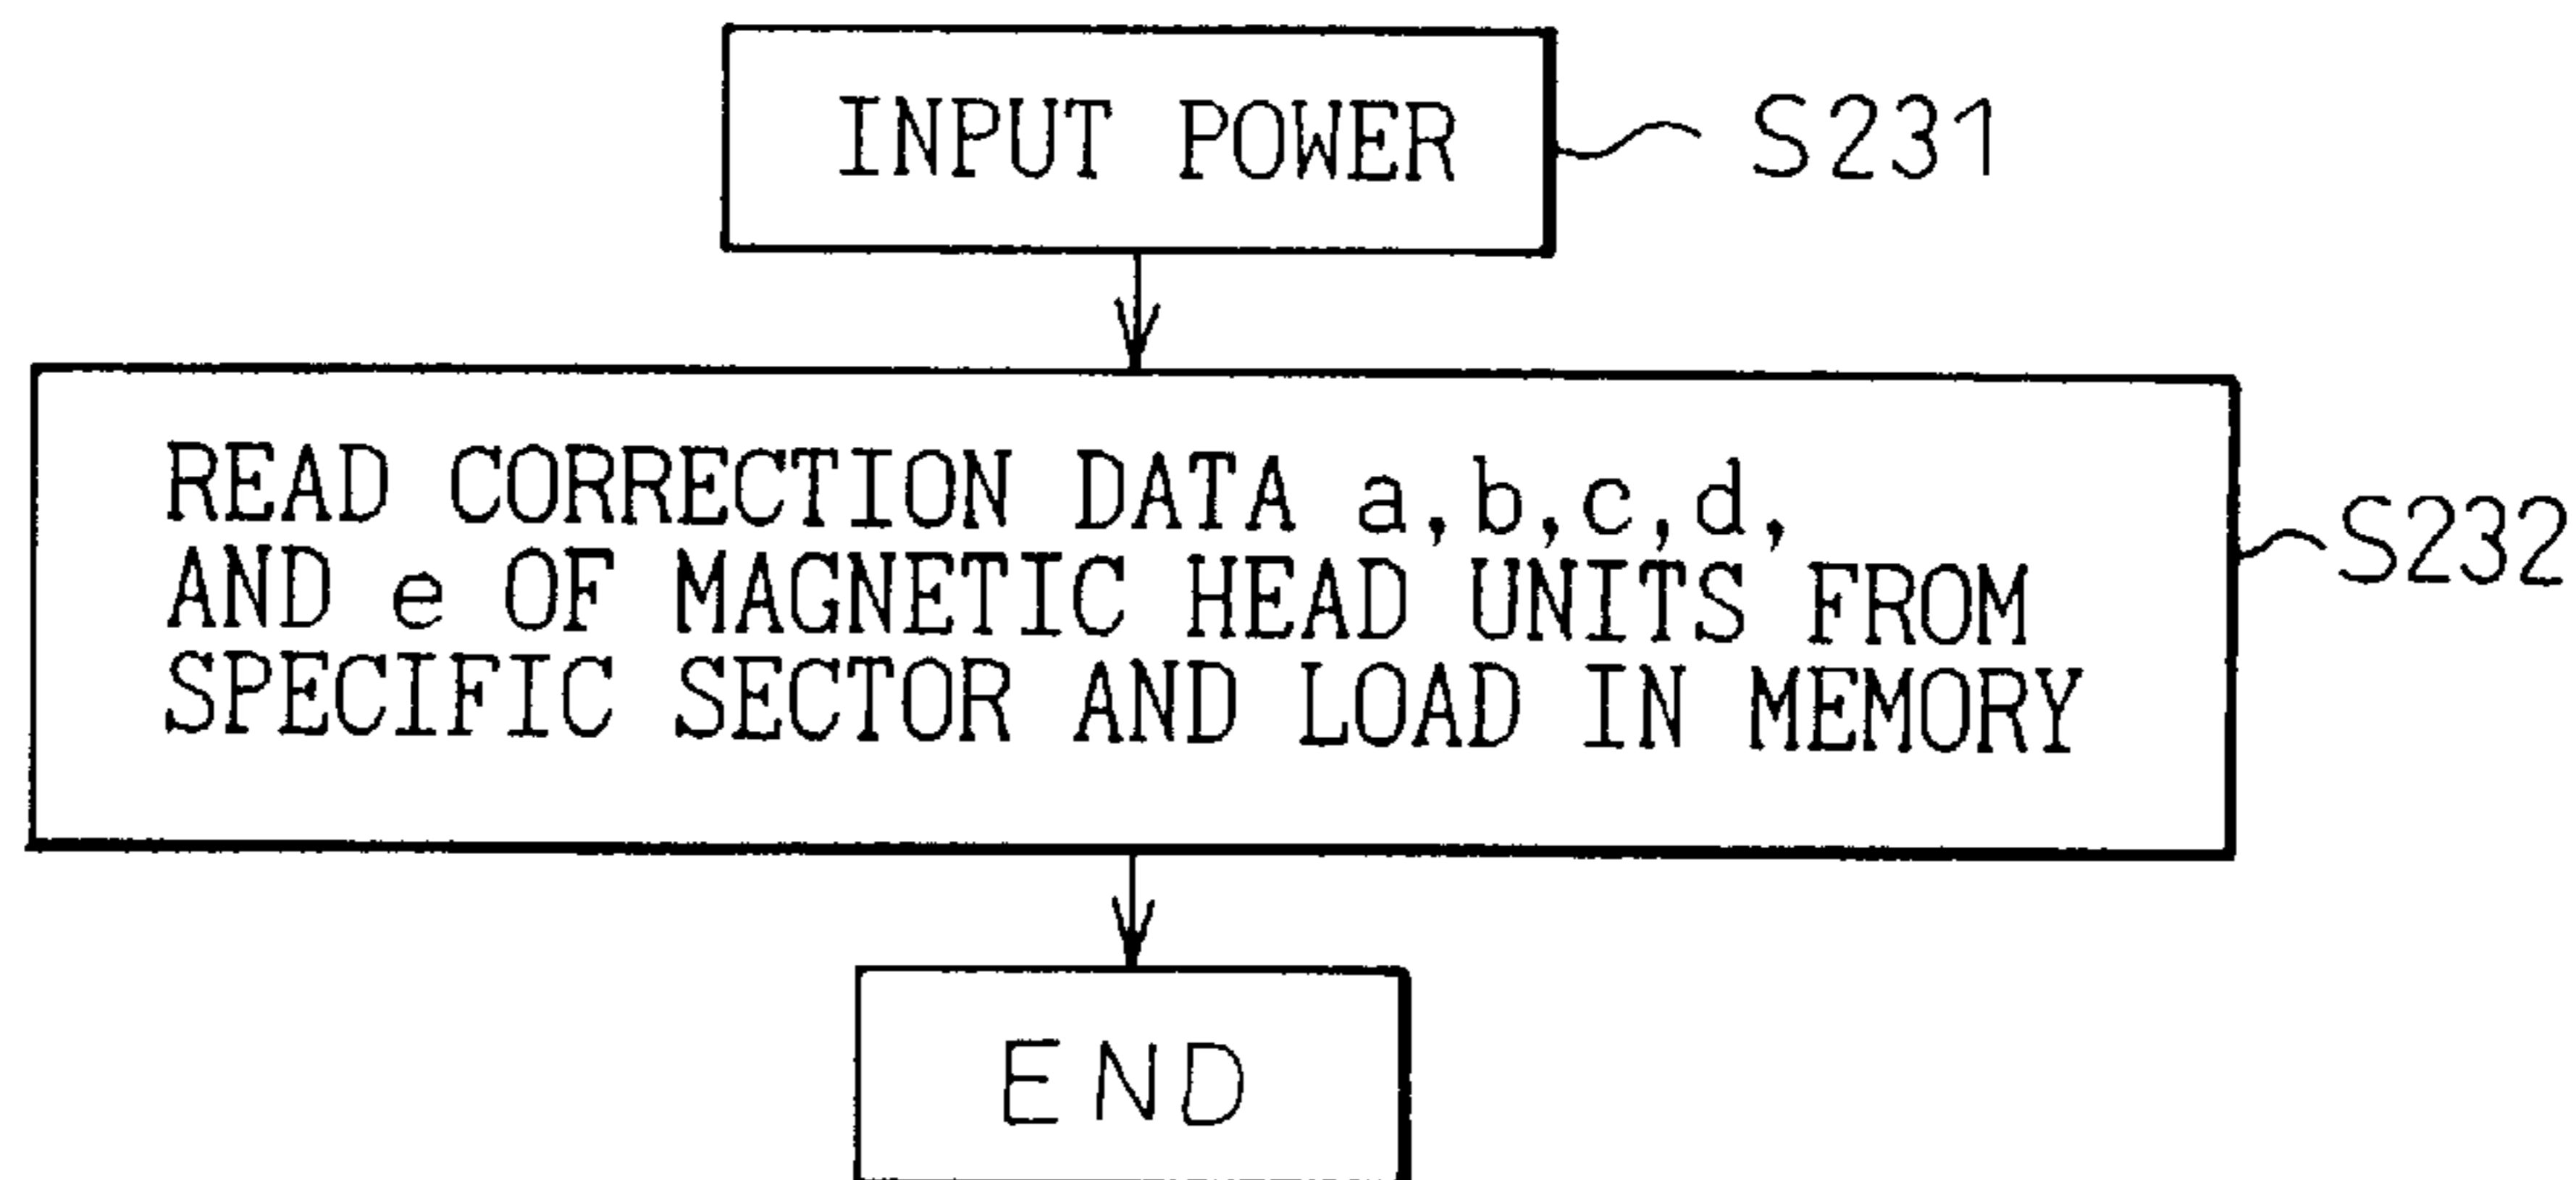 INPUT POWER
S231
READ CORRECTION DATA a,b,c,d,
AND e OF MAGNETIC HEAD UNITS FROM
SPECIFIC SECTOR AND LOAD IN MEMORY
S232
END